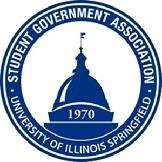 · STUDENT GOVERNMENT ASSOCIATION ·
UNIVERSITY OF ILLINOIS SPRINGFIELD
1970